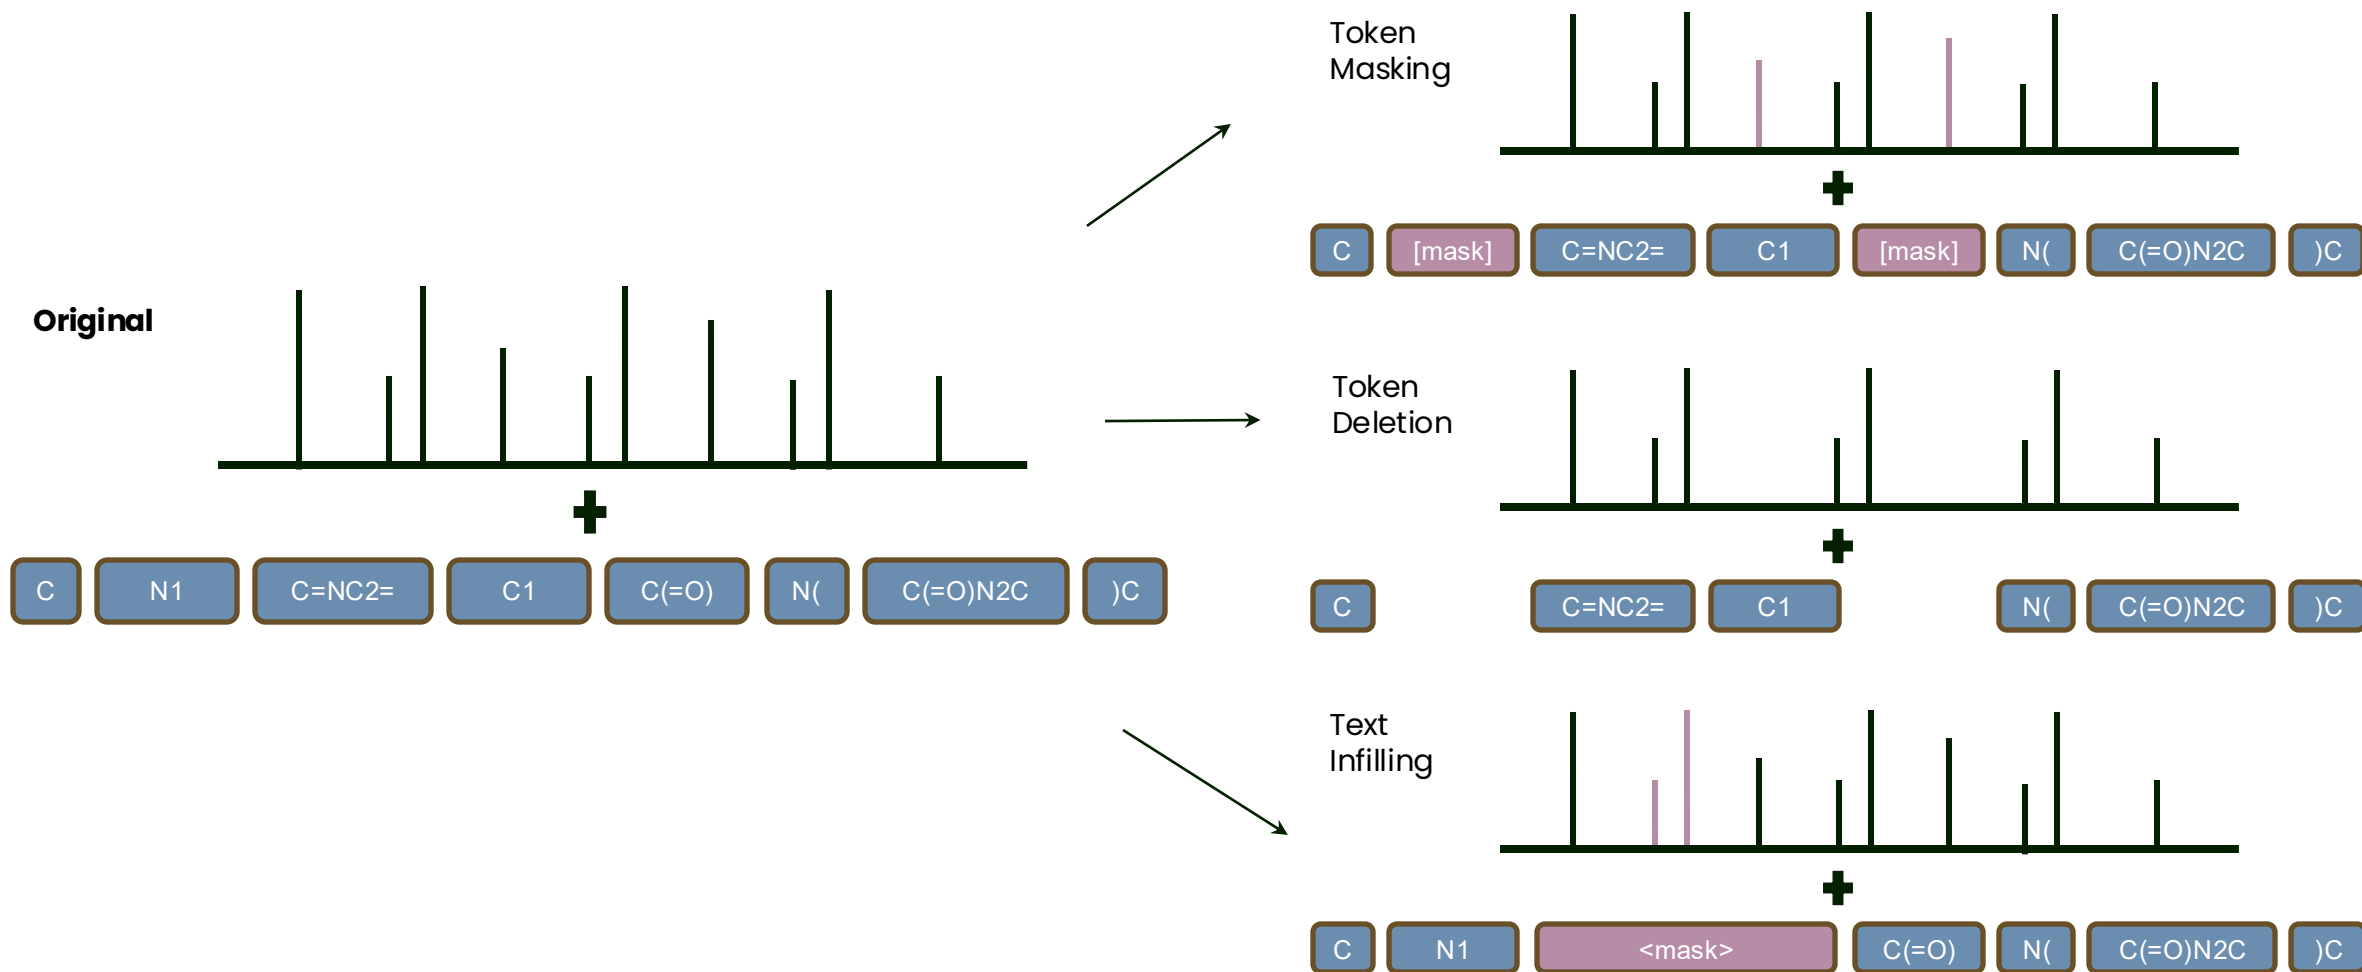 Token
Masking
C [mask] C=NC2= C1 [mask] N( C(=O)N2C )C
Original
C N1 C=NC2= C1 C(=O) N( C(=O)N2C )C
Token
Deletion
C C=NC2= C1 N( C(=O)N2C )C
Text
Infilling
C N1 <mask> C(=O) N( C(=O)N2C )C